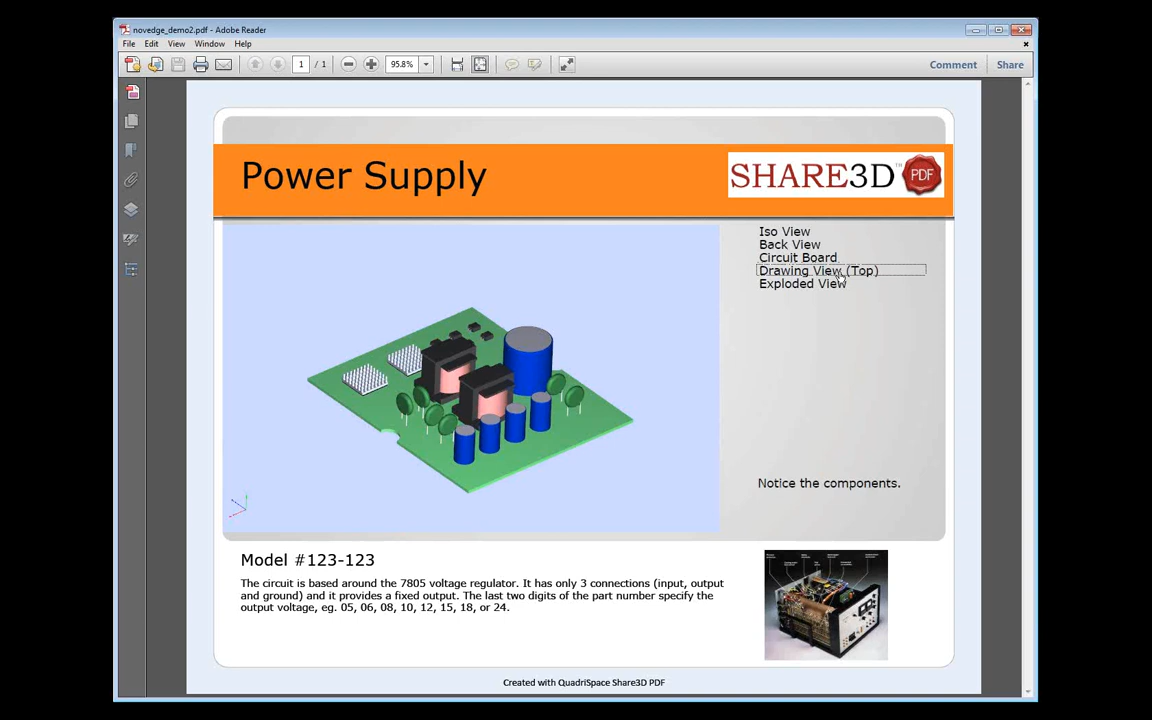 novedge_demo2.pdf - Adobe Reader
File Edit View Window Help
1 / 1 95.8% Comment Share
Power Supply
SHARE3D™ PDF
Iso View
Back View
Circuit Board
Drawing View (Top)
Exploded View
Notice the components.
Model #123-123
The circuit is based around the 7805 voltage regulator. It has only 3 connections (input, output
and ground) and it provides a fixed output. The last two digits of the part number specify the
output voltage, eg. 05, 06, 08, 10, 12, 15, 18, or 24.
Created with QuadriSpace Share3D PDF